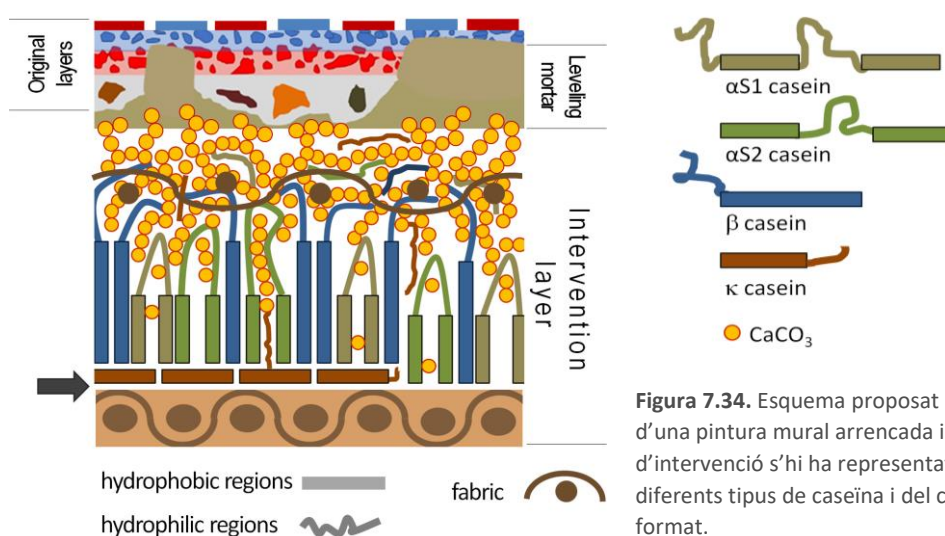 Original
layers
Leveling
mortar
Intervention
layer
hydrophobic regions
hydrophilic regions
fabric
αS1 casein
αS2 casein
β casein
κ casein
CaCO3
Figura 7.34. Esquema proposat
d’una pintura mural arrencada i
d’intervenció s’hi ha representat
diferents tipus de caseïna i del c
format.